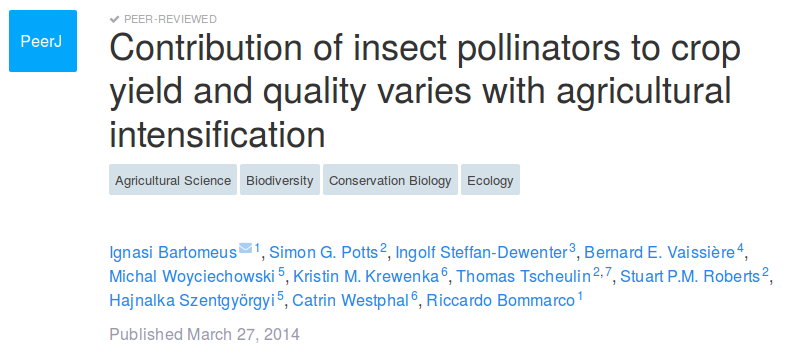 PeerJ
✔ PEER-REVIEWED
Contribution of insect pollinators to crop
yield and quality varies with agricultural
intensification
Agricultural Science Biodiversity Conservation Biology Ecology
Ignasi Bartomeus 1, Simon G. Potts 2, Ingolf Steffan-Dewenter 3, Bernard E. Vaissière 4,
Michal Woyciechowski 5, Kristin M. Krewenka 6, Thomas Tscheulin 2,7, Stuart P.M. Roberts 2,
Hajnalka Szentgyörgyi 5, Catrin Westphal 6, Riccardo Bommarco 1
Published March 27, 2014